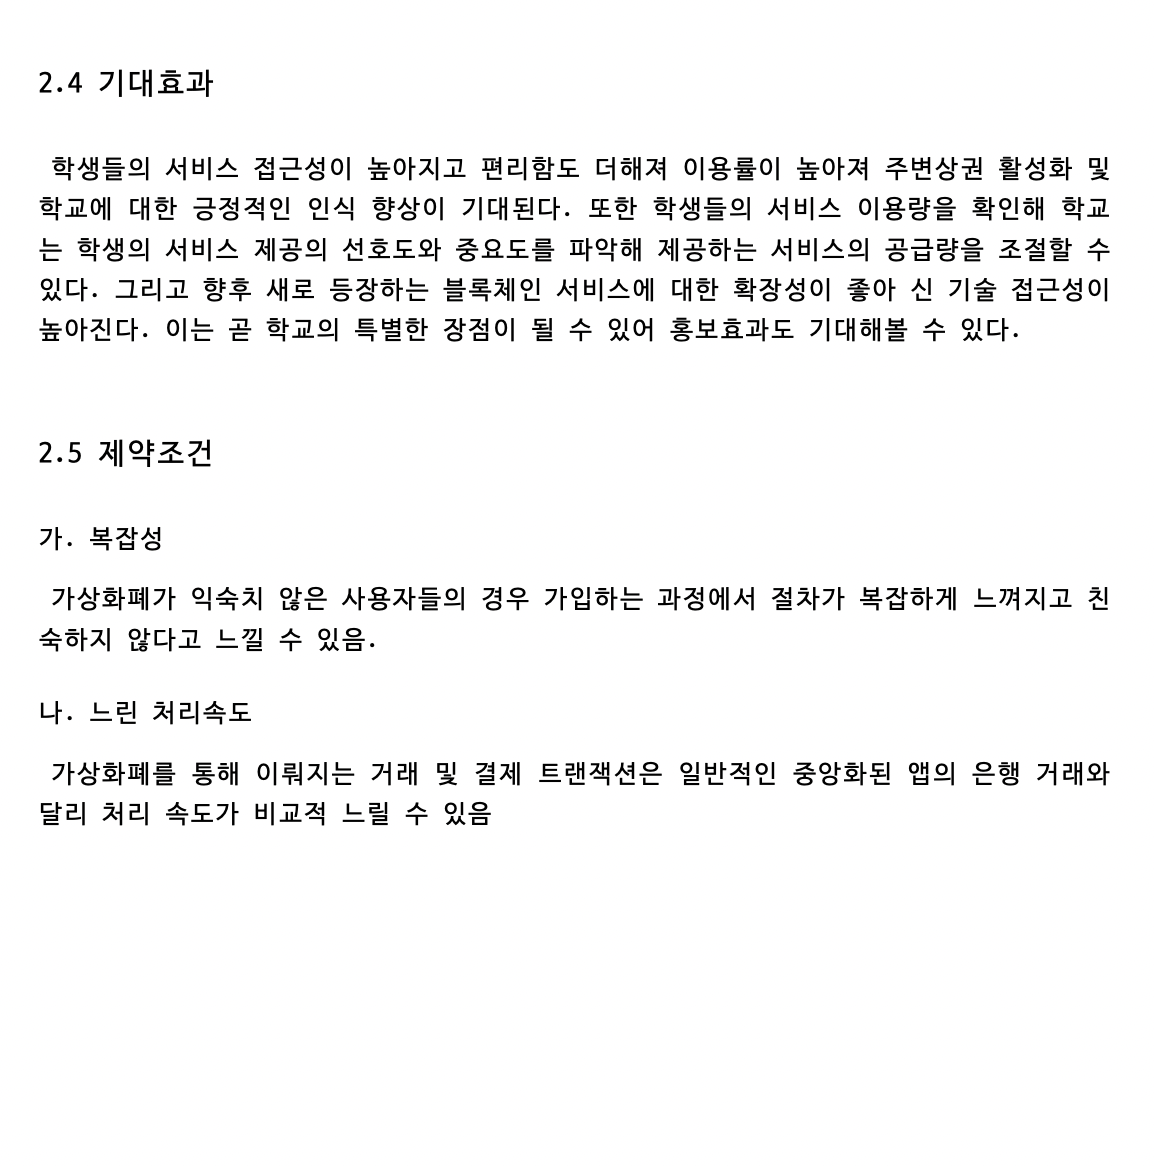 2.4 기대효과
학생들의 서비스 접근성이 높아지고 편리함도 더해져 이용률이 높아져 주변상권 활성화 및
학교에 대한 긍정적인 인식 향상이 기대된다. 또한 학생들의 서비스 이용량을 확인해 학교
는 학생의 서비스 제공의 선호도와 중요도를 파악해 제공하는 서비스의 공급량을 조절할 수
있다. 그리고 향후 새로 등장하는 블록체인 서비스에 대한 확장성이 좋아 신 기술 접근성이
높아진다. 이는 곧 학교의 특별한 장점이 될 수 있어 홍보효과도 기대해볼 수 있다.
2.5 제약조건
가. 복잡성
가상화폐가 익숙치 않은 사용자들의 경우 가입하는 과정에서 절차가 복잡하게 느껴지고 친
숙하지 않다고 느낄 수 있음.
나. 느린 처리속도
가상화폐를 통해 이뤄지는 거래 및 결제 트랜잭션은 일반적인 중앙화된 앱의 은행 거래와
달리 처리 속도가 비교적 느릴 수 있음